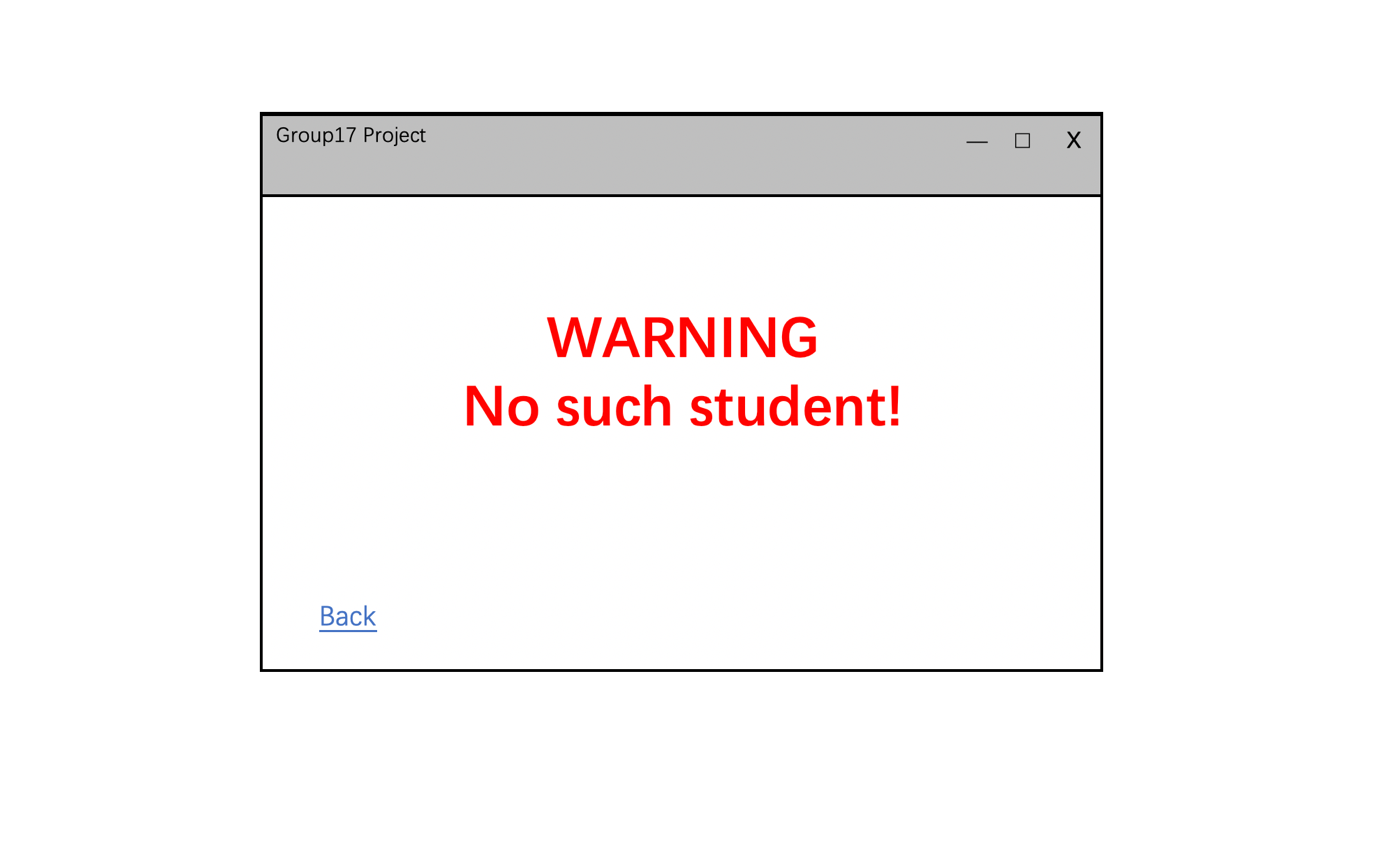 Group17 Project
— □ X
WARNING
No such student!
Back